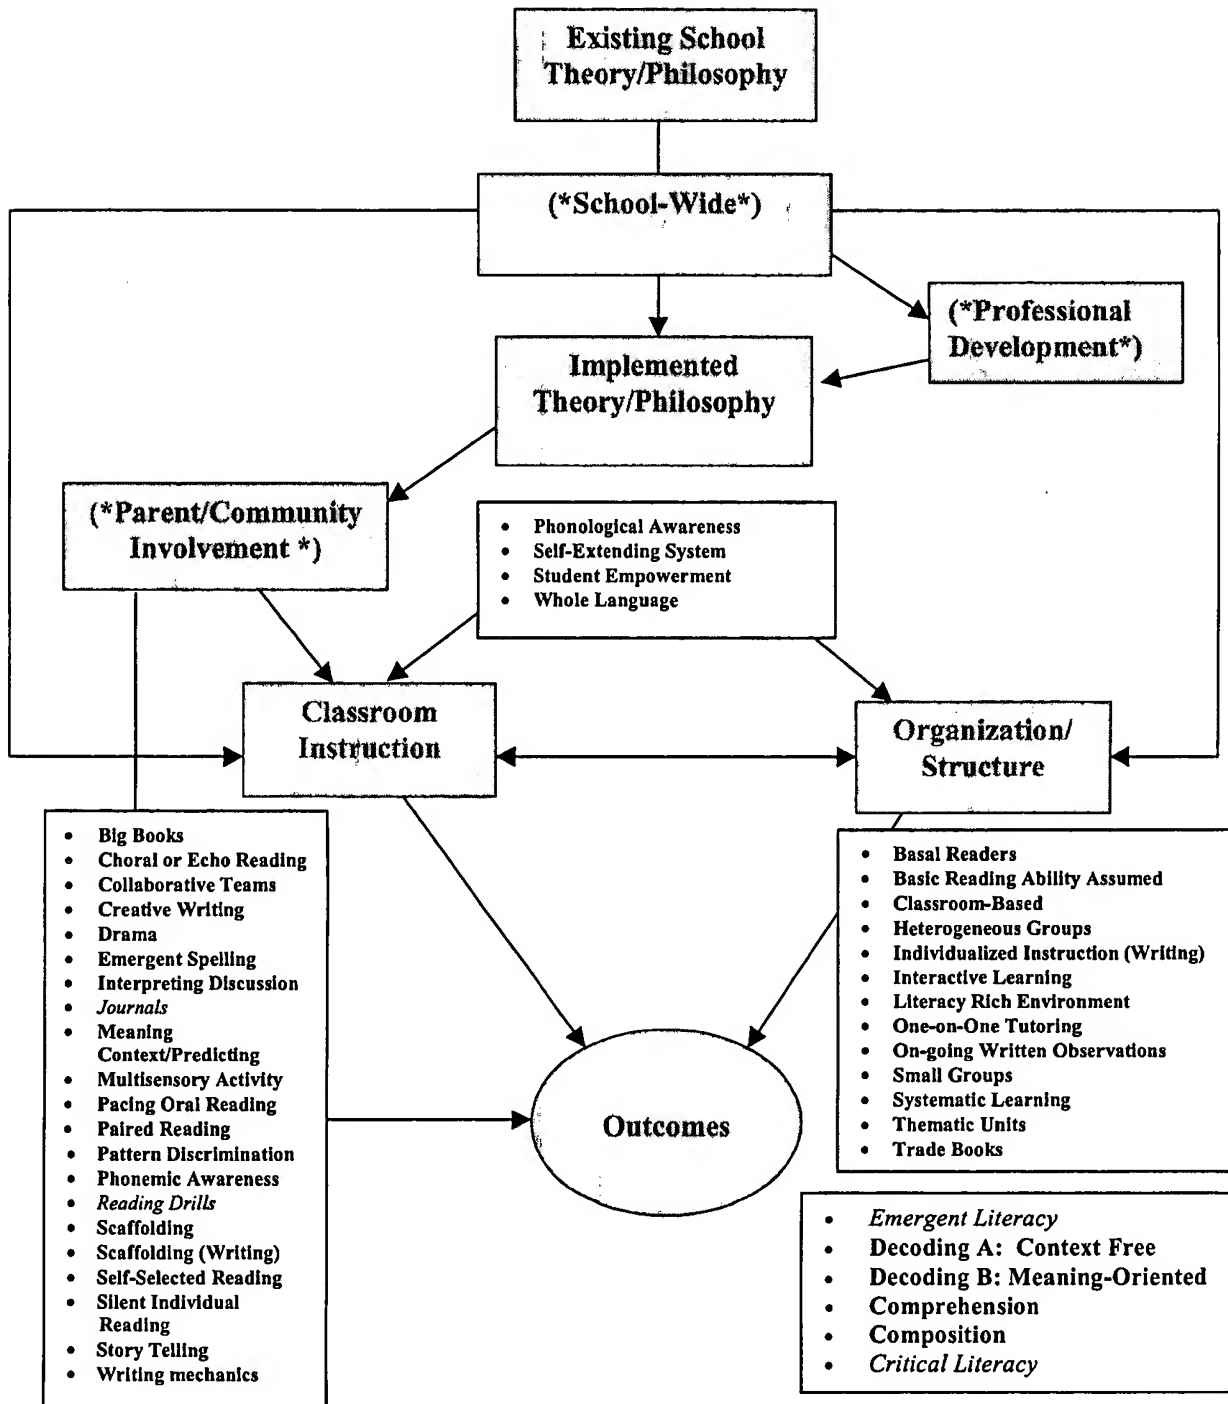 Existing School
Theory/Philosophy
(*School-Wide*)
(*Professional
Development*)
Implemented
Theory/Philosophy
(*Parent/Community
Involvement *)
• Phonological Awareness
• Self-Extending System
• Student Empowerment
• Whole Language
Classroom
Instruction
Organization/
Structure
• Big Books
• Choral or Echo Reading
• Collaborative Teams
• Creative Writing
• Drama
• Emergent Spelling
• Interpreting Discussion
• Journals
• Meaning
Context/Predicting
• Multisensory Activity
• Pacing Oral Reading
• Paired Reading
• Pattern Discrimination
• Phonemic Awareness
• Reading Drills
• Scaffolding
• Scaffolding (Writing)
• Self-Selected Reading
• Silent Individual
Reading
• Story Telling
• Writing mechanics
• Basal Readers
• Basic Reading Ability Assumed
• Classroom-Based
• Heterogeneous Groups
• Individualized Instruction (Writing)
• Interactive Learning
• Literacy Rich Environment
• One-on-One Tutoring
• On-going Written Observations
• Small Groups
• Systematic Learning
• Thematic Units
• Trade Books
Outcomes
• Emergent Literacy
• Decoding A: Context Free
• Decoding B: Meaning-Oriented
• Comprehension
• Composition
• Critical Literacy